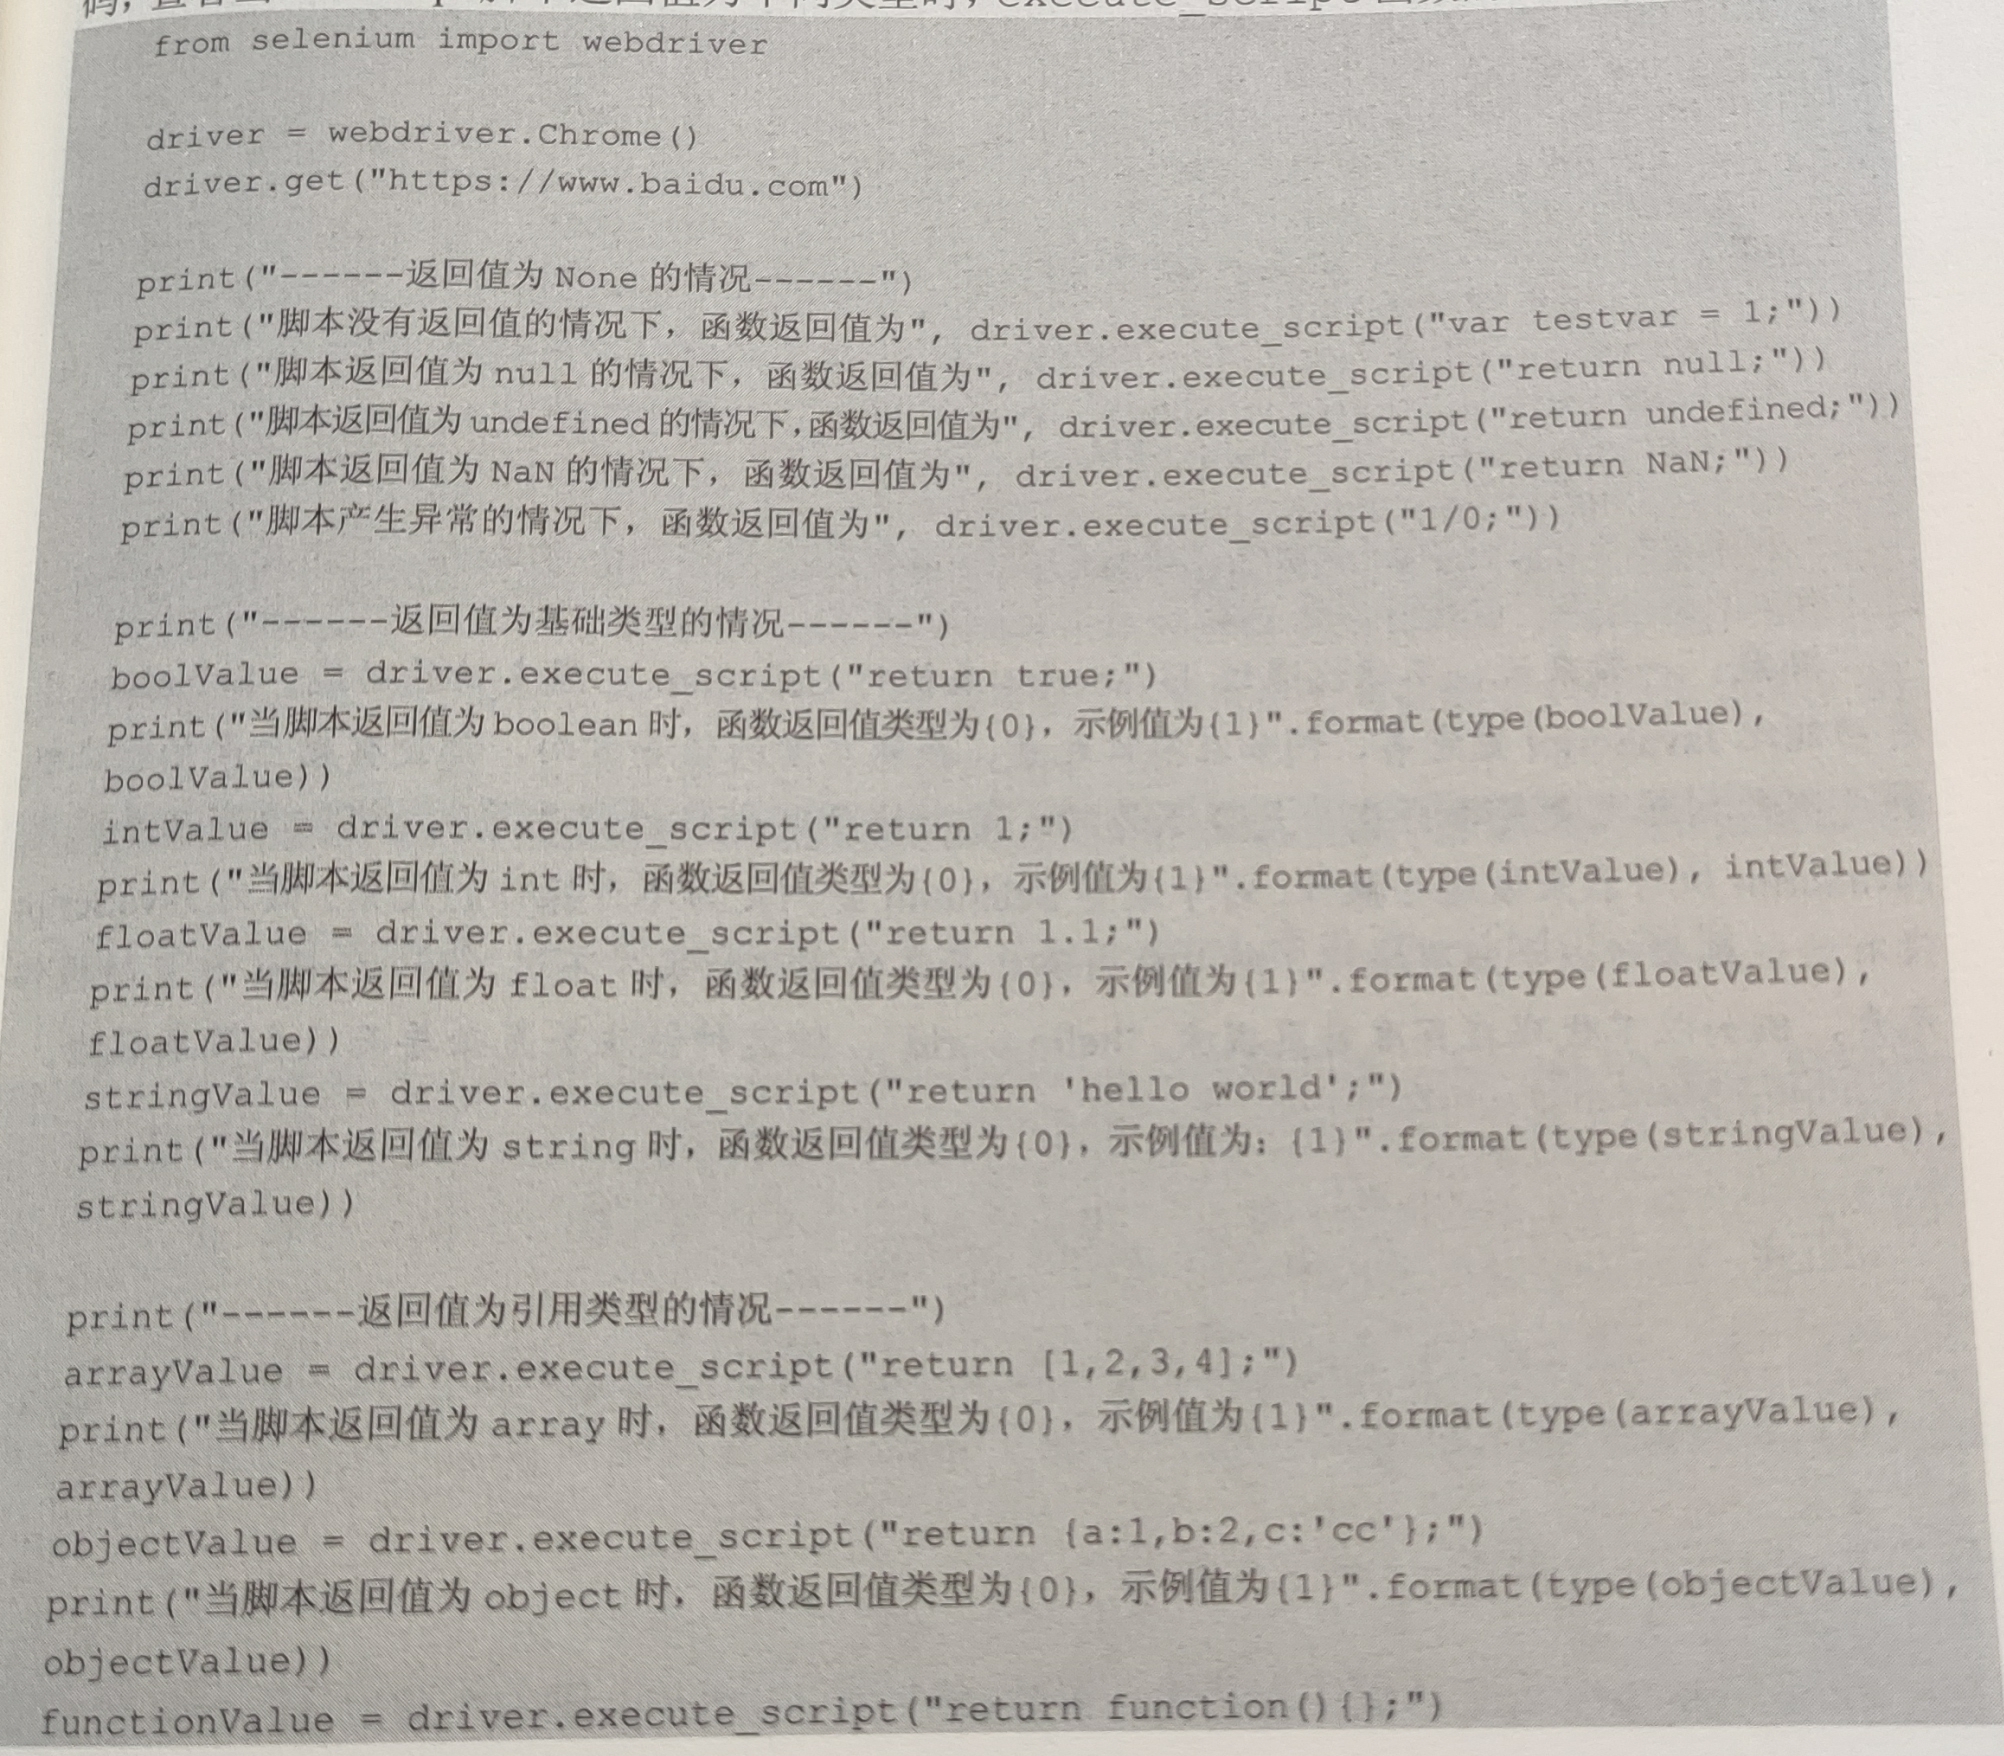 from selenium import webdriver
driver = webdriver.Chrome()
driver.get("https://www.baidu.com")
print("------返回值为 None 的情况------")
print("脚本没有返回值的情况下，函数返回值为", driver.execute_script("var testvar = 1;"))
print("脚本返回值为 null 的情况下，函数返回值为", driver.execute_script("return null;"))
print("脚本返回值为 undefined 的情况下,函数返回值为", driver.execute_script("return undefined;"))
print("脚本返回值为 NaN 的情况下，函数返回值为", driver.execute_script("return NaN;"))
print("脚本产生异常的情况下，函数返回值为", driver.execute_script("1/0;"))
print("------返回值为基础类型的情况------")
boolValue = driver.execute_script("return true;")
print("当脚本返回值为 boolean 时，函数返回值类型为{0}，示例值为{1}".format(type(boolValue),
boolValue))
intValue = driver.execute_script("return 1;")
print("当脚本返回值为 int 时，函数返回值类型为{0}，示例值为{1}".format(type(intValue), intValue))
floatValue = driver.execute_script("return 1.1;")
print("当脚本返回值为 float 时，函数返回值类型为{0}，示例值为{1}".format(type(floatValue),
floatValue))
stringValue = driver.execute_script("return 'hello world';")
print("当脚本返回值为 string 时，函数返回值类型为{0}，示例值为：{1}".format(type(stringValue),
stringValue))
print("------返回值为引用类型的情况------")
arrayValue = driver.execute_script("return [1,2,3,4];")
print("当脚本返回值为 array 时，函数返回值类型为{0}，示例值为{1}".format(type(arrayValue),
arrayValue))
objectValue = driver.execute_script("return {a:1,b:2,c:'cc'};")
print("当脚本返回值为 object 时，函数返回值类型为{0}，示例值为{1}".format(type(objectValue),
objectValue))
functionValue = driver.execute_script("return function(){};")